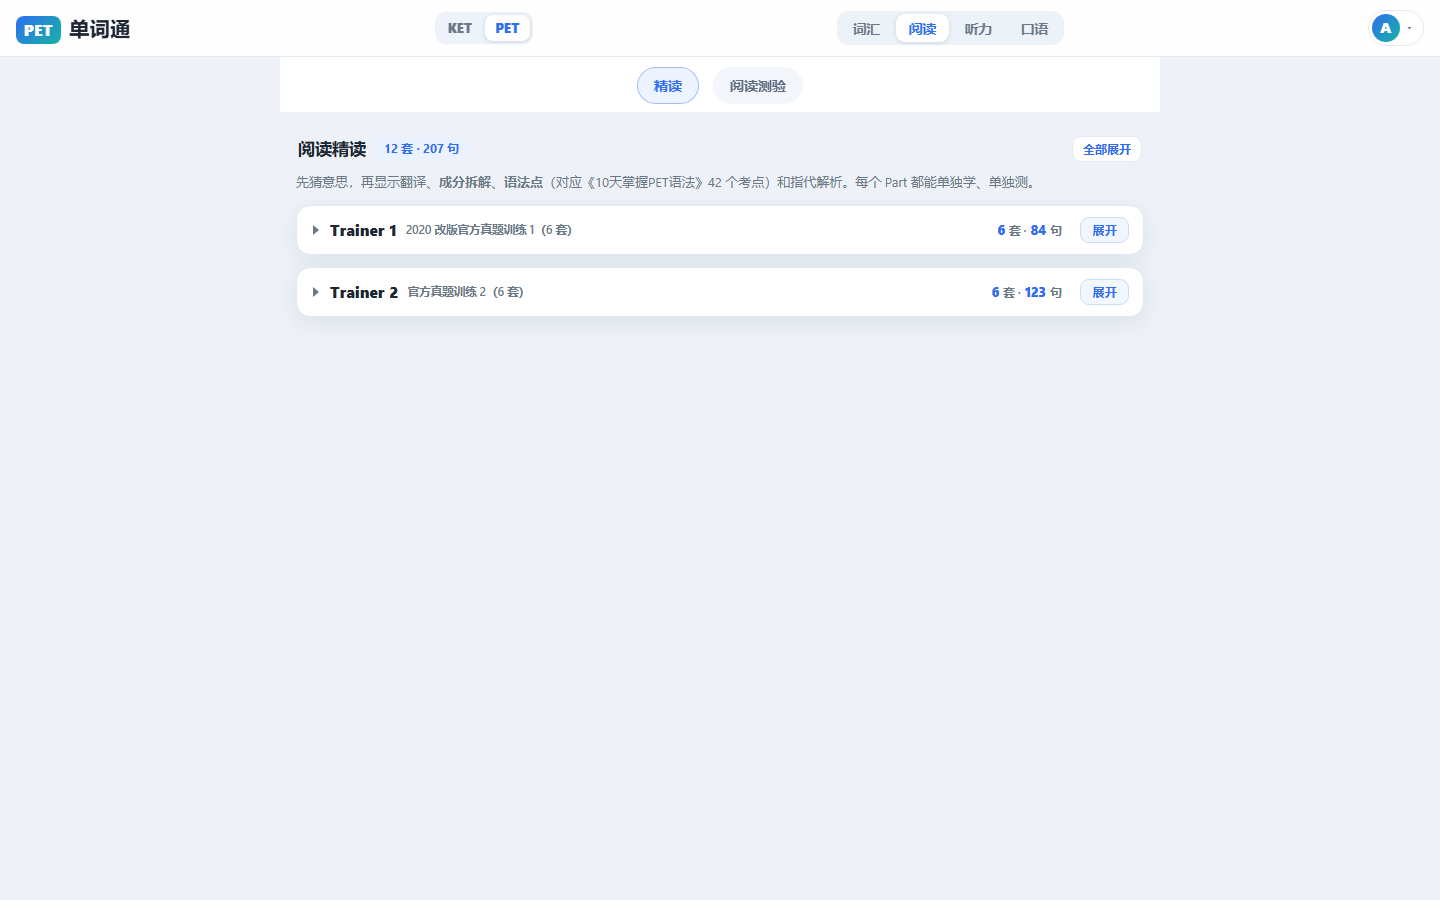 PET 单词通 KET PET 词汇 阅读 听力 口语 A
精读 阅读测验
阅读精读 12 套 · 207 句 全部展开
先猜意思，再显示翻译、成分拆解、语法点（对应《10天掌握PET语法》42 个考点）和指代解析。每个 Part 都能单独学、单独测。
Trainer 1 2020 改版官方真题训练 1（6 套） 6 套 · 84 句 展开
Trainer 2 官方真题训练 2（6 套） 6 套 · 123 句 展开